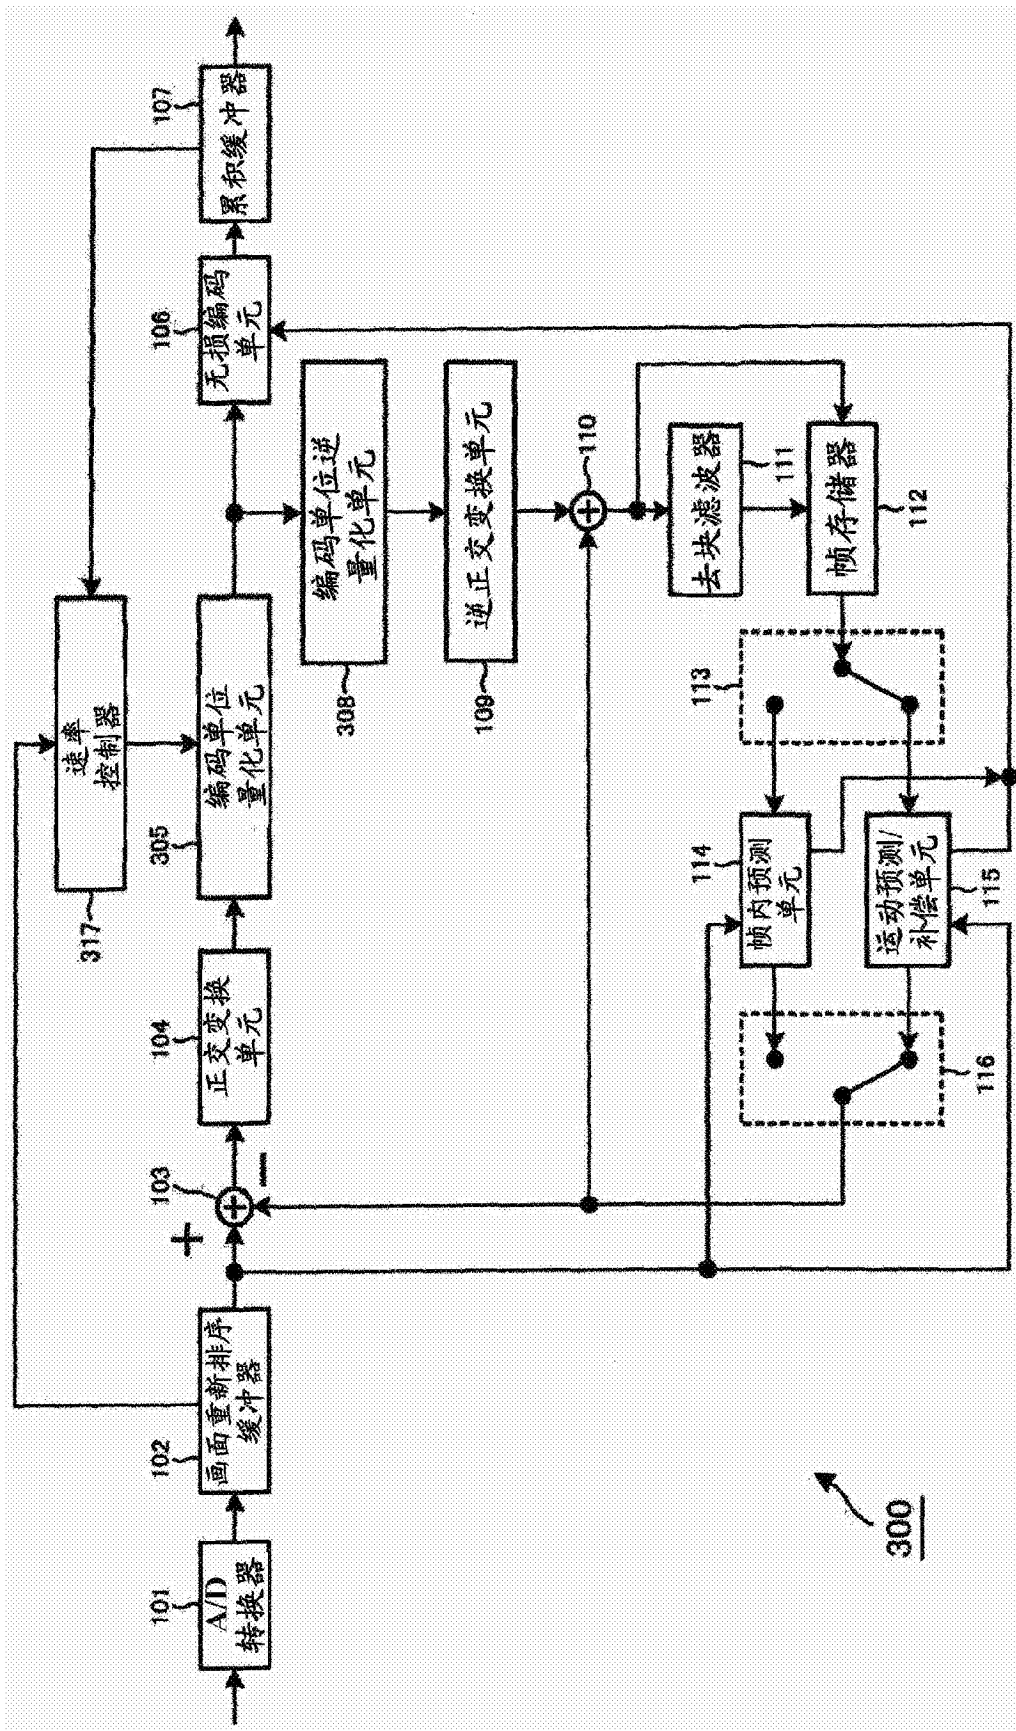 101
A/D
转换器
102
画面重新排序
缓冲器
+
103
−
104
正交变换
单元
305
编码单位
量化单元
317
速率
控制器
106
无损编码
单元
107
累积缓冲器
308
编码单位逆
量化单元
109
逆正交变换单元
110
111
去块滤波器
112
帧存储器
113
114
帧内预测
单元
115
运动预测/
补偿单元
116
300